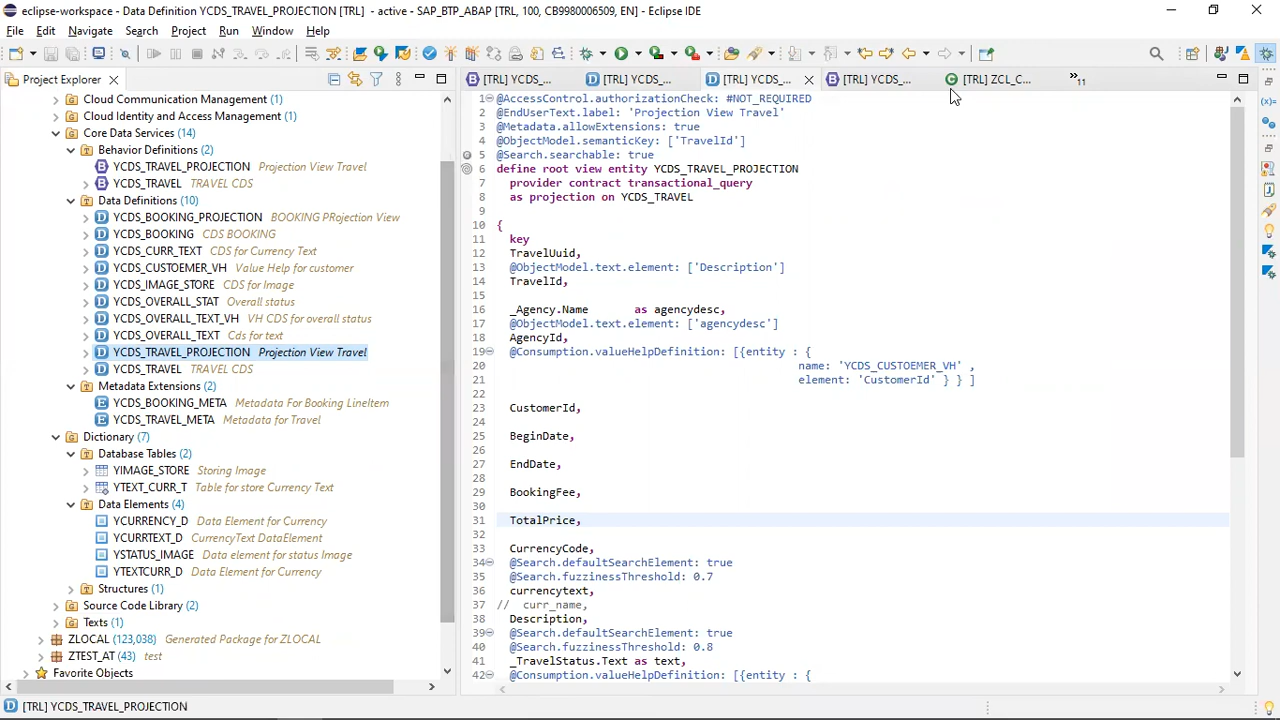 eclipse-workspace - Data Definition YCDS_TRAVEL_PROJECTION [TRL] - active - SAP_BTP_ABAP [TRL, 100, CB9980006509, EN] - Eclipse IDE
File Edit Navigate Search Project Run Window Help
Project Explorer
[TRL] YCDS_...
[TRL] YCDS_...
[TRL] YCDS_...
[TRL] YCDS_...
[TRL] ZCL_C...
11
Cloud Communication Management (1)
Cloud Identity and Access Management (1)
Core Data Services (14)
Behavior Definitions (2)
YCDS_TRAVEL_PROJECTION Projection View Travel
YCDS_TRAVEL TRAVEL CDS
Data Definitions (10)
YCDS_BOOKING_PROJECTION BOOKING PRojection View
YCDS_BOOKING CDS BOOKING
YCDS_CURR_TEXT CDS for Currency Text
YCDS_CUSTOEMER_VH Value Help for customer
YCDS_IMAGE_STORE CDS for Image
YCDS_OVERALL_STAT Overall status
YCDS_OVERALL_TEXT_VH VH CDS for overall status
YCDS_OVERALL_TEXT Cds for text
YCDS_TRAVEL_PROJECTION Projection View Travel
YCDS_TRAVEL TRAVEL CDS
Metadata Extensions (2)
YCDS_BOOKING_META Metadata For Booking LineItem
YCDS_TRAVEL_META Metadata for Travel
Dictionary (7)
Database Tables (2)
YIMAGE_STORE Storing Image
YTEXT_CURR_T Table for store Currency Text
Data Elements (4)
YCURRENCY_D Data Element for Currency
YCURRTEXT_D CurrencyText DataElement
YSTATUS_IMAGE Data element for status Image
YTEXTCURR_D Data Element for Currency
Structures (1)
Source Code Library (2)
Texts (1)
ZLOCAL (123,038) Generated Package for ZLOCAL
ZTEST_AT (43) test
Favorite Objects
1 @AccessControl.authorizationCheck: #NOT_REQUIRED
2 @EndUserText.label: 'Projection View Travel'
3 @Metadata.allowExtensions: true
4 @ObjectModel.semanticKey: ['TravelId']
5 @Search.searchable: true
6 define root view entity YCDS_TRAVEL_PROJECTION
7 provider contract transactional_query
8 as projection on YCDS_TRAVEL
9
10 {
11 key
12 TravelUuid,
13 @ObjectModel.text.element: ['Description']
14 TravelId,
15
16 _Agency.Name as agencydesc,
17 @ObjectModel.text.element: ['agencydesc']
18 AgencyId,
19 @Consumption.valueHelpDefinition: [{entity : {
20 name: 'YCDS_CUSTOEMER_VH' ,
21 element: 'CustomerId' } } ]
22
23 CustomerId,
24
25 BeginDate,
26
27 EndDate,
28
29 BookingFee,
30
31 TotalPrice,
32
33 CurrencyCode,
34 @Search.defaultSearchElement: true
35 @Search.fuzzinessThreshold: 0.7
36 currencytext,
37 // curr_name,
38 Description,
39 @Search.defaultSearchElement: true
40 @Search.fuzzinessThreshold: 0.8
41 _TravelStatus.Text as text,
42 @Consumption.valueHelpDefinition: [{entity : {
[TRL] YCDS_TRAVEL_PROJECTION